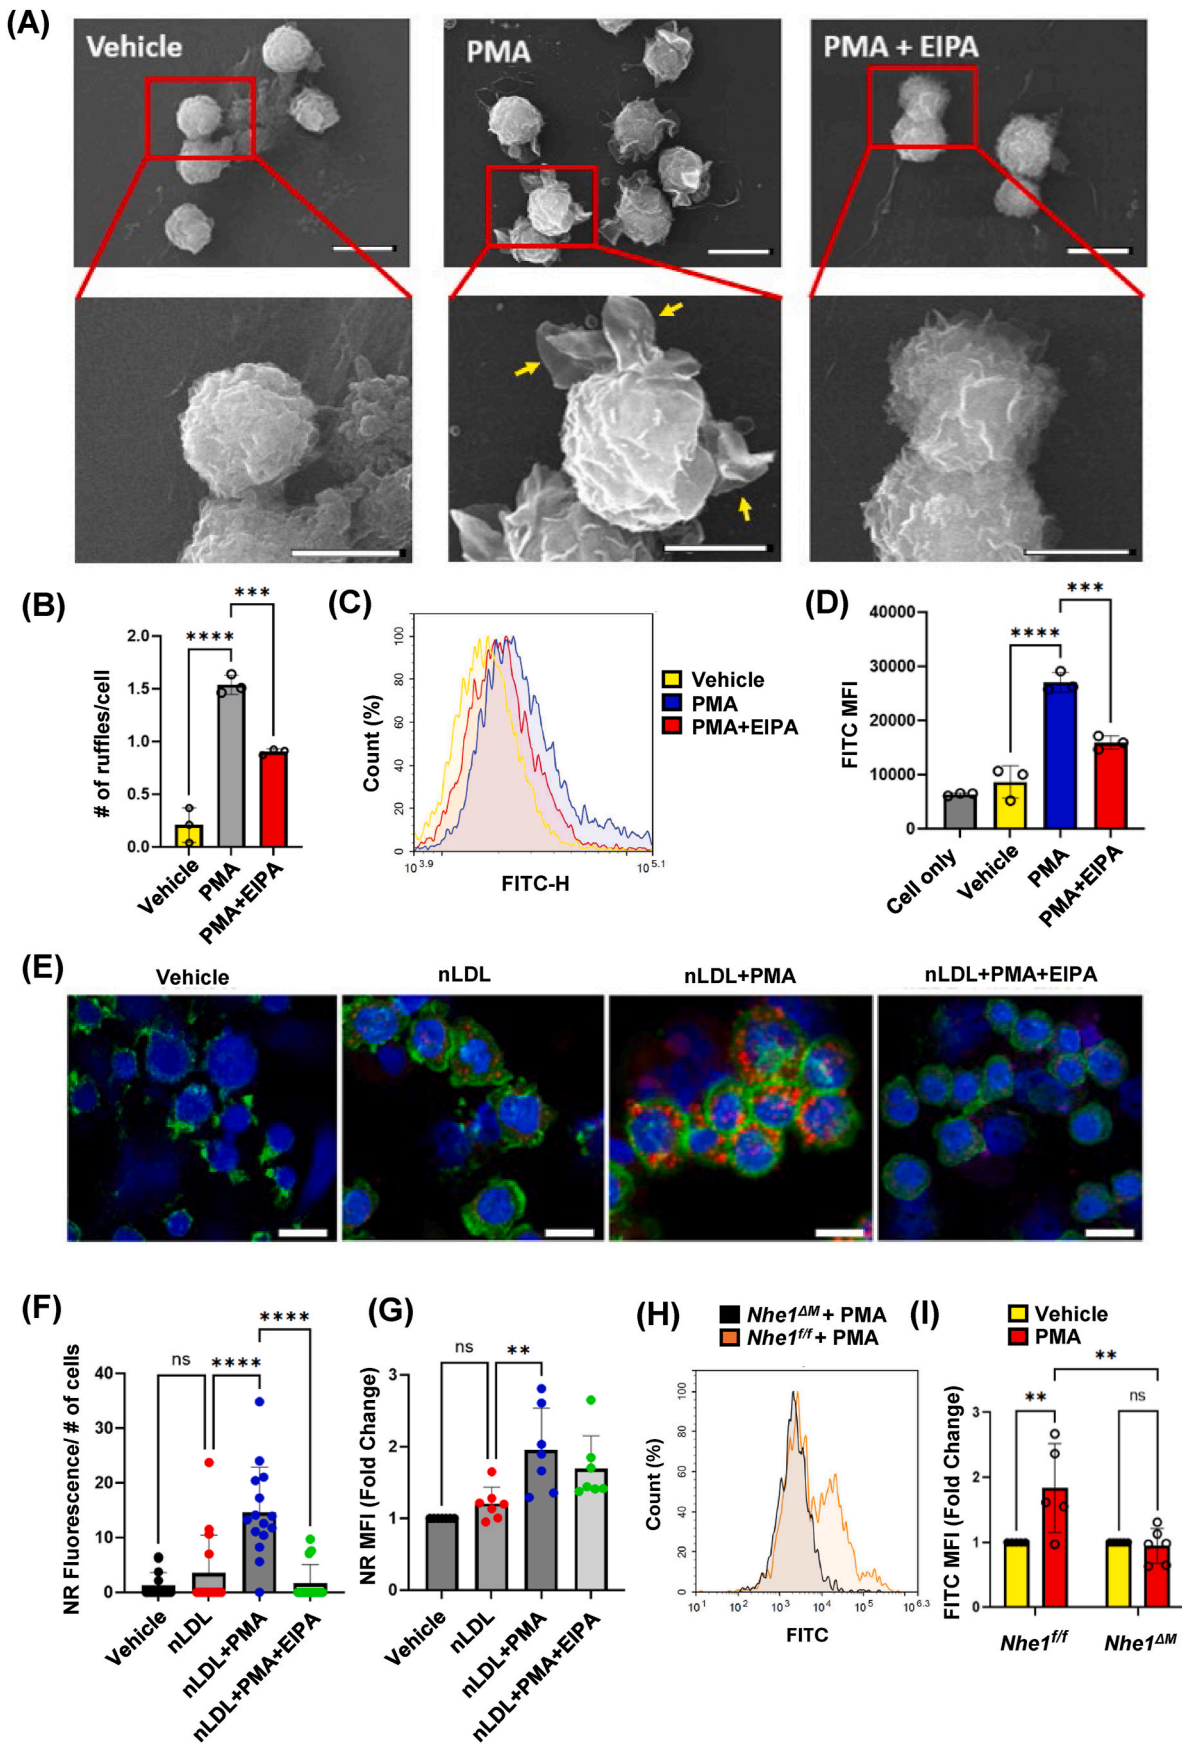 (A)
Vehicle
PMA
PMA + EIPA
(B)
# of ruffles/cell
2.0
1.5
1.0
0.5
0.0
****
***
Vehicle
PMA
PMA+EIPA
(C)
Count (%)
100
80
60
40
20
0
10^3.9
10^5.1
FITC-H
Vehicle
PMA
PMA+EIPA
(D)
FITC MFI
40000
30000
20000
10000
0
****
***
Cell only
Vehicle
PMA
PMA+EIPA
(E)
Vehicle
nLDL
nLDL+PMA
nLDL+PMA+EIPA
(F)
NR Fluorescence/ # of cells
40
30
20
10
0
ns
****
****
Vehicle
nLDL
nLDL+PMA
nLDL+PMA+EIPA
(G)
NR MFI (Fold Change)
3
2
1
0
ns
**
Vehicle
nLDL
nLDL+PMA
nLDL+PMA+EIPA
(H)
Nhe1^ΔM + PMA
Nhe1^f/f + PMA
Count (%)
100
80
60
40
20
0
10^1
10^2
10^3
10^4
10^5
10^6.3
FITC
(I)
Vehicle
PMA
FITC MFI (Fold Change)
3
2
1
0
**
**
ns
Nhe1^f/f
Nhe1^ΔM